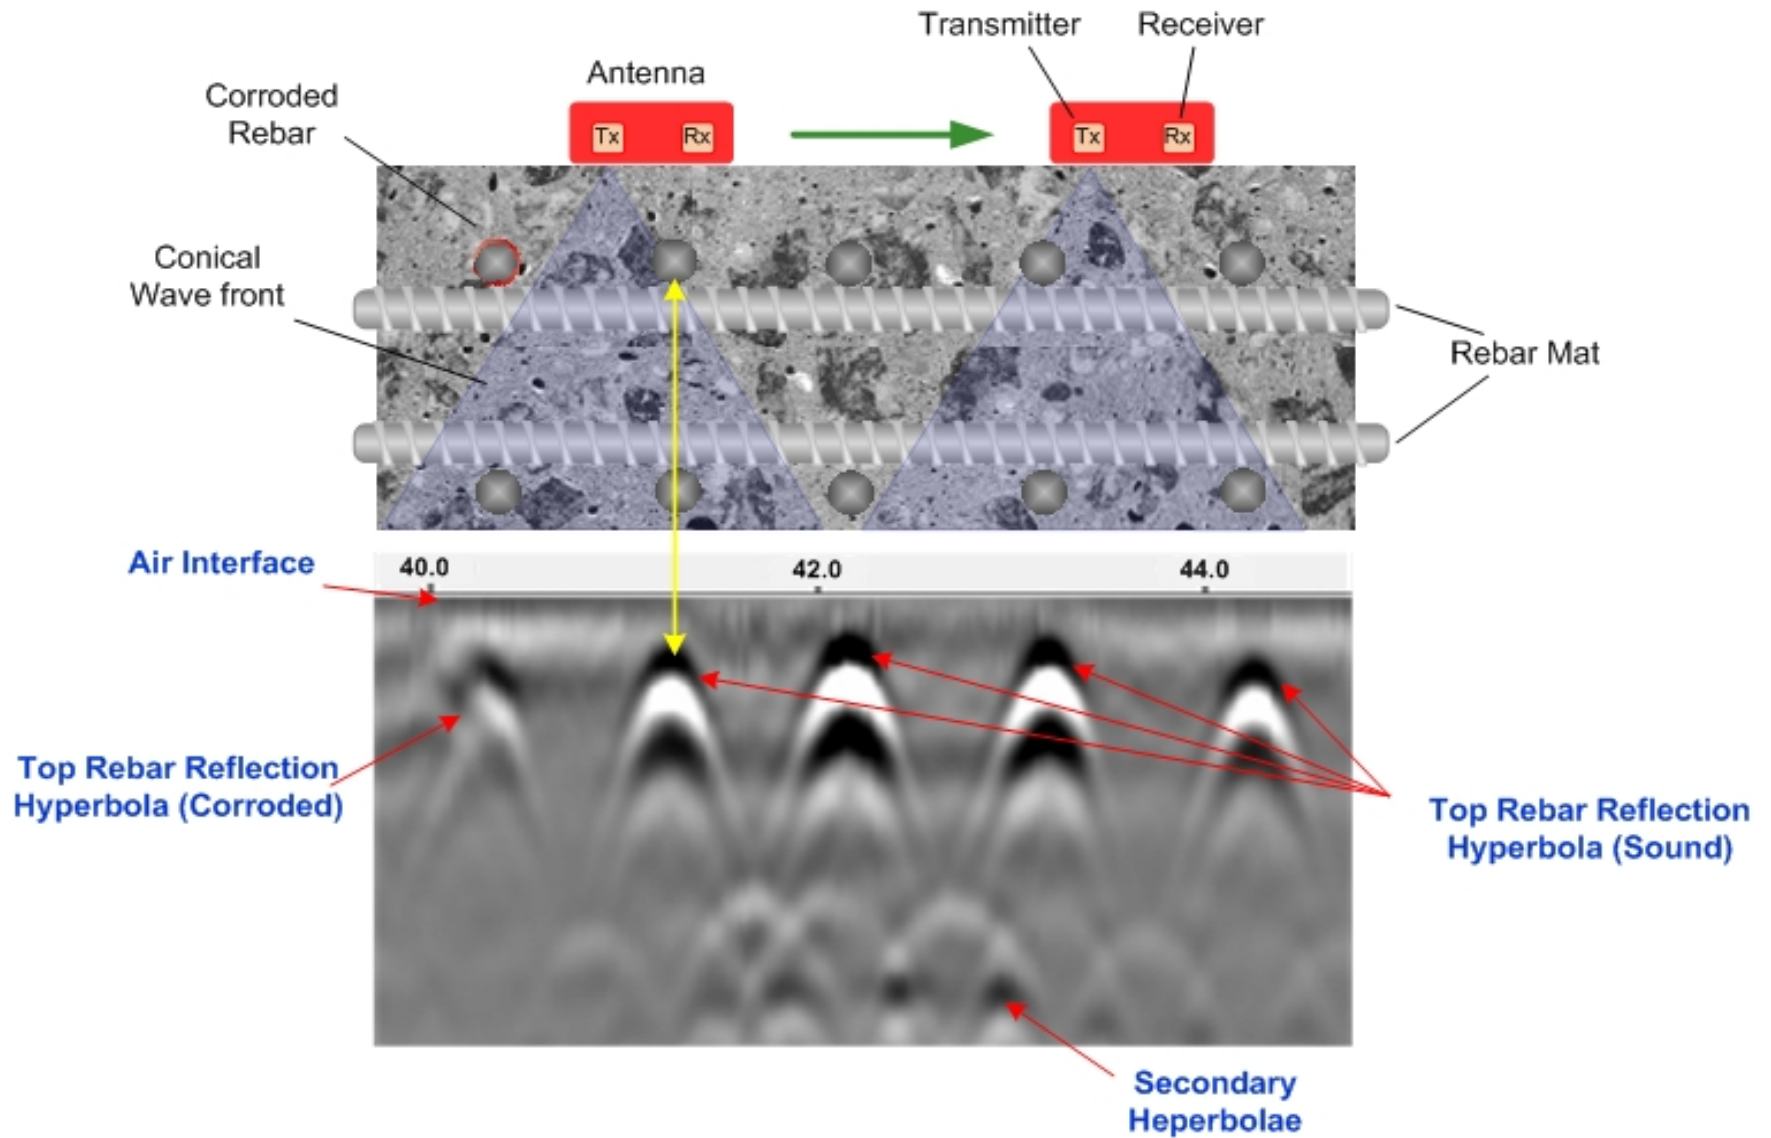 Transmitter
Receiver
Antenna
Corroded
Rebar
Tx
Rx
Tx
Rx
Conical
Wave front
Rebar Mat
Air Interface
40.0
42.0
44.0
Top Rebar Reflection
Hyperbola (Corroded)
Top Rebar Reflection
Hyperbola (Sound)
Secondary
Heperbolae